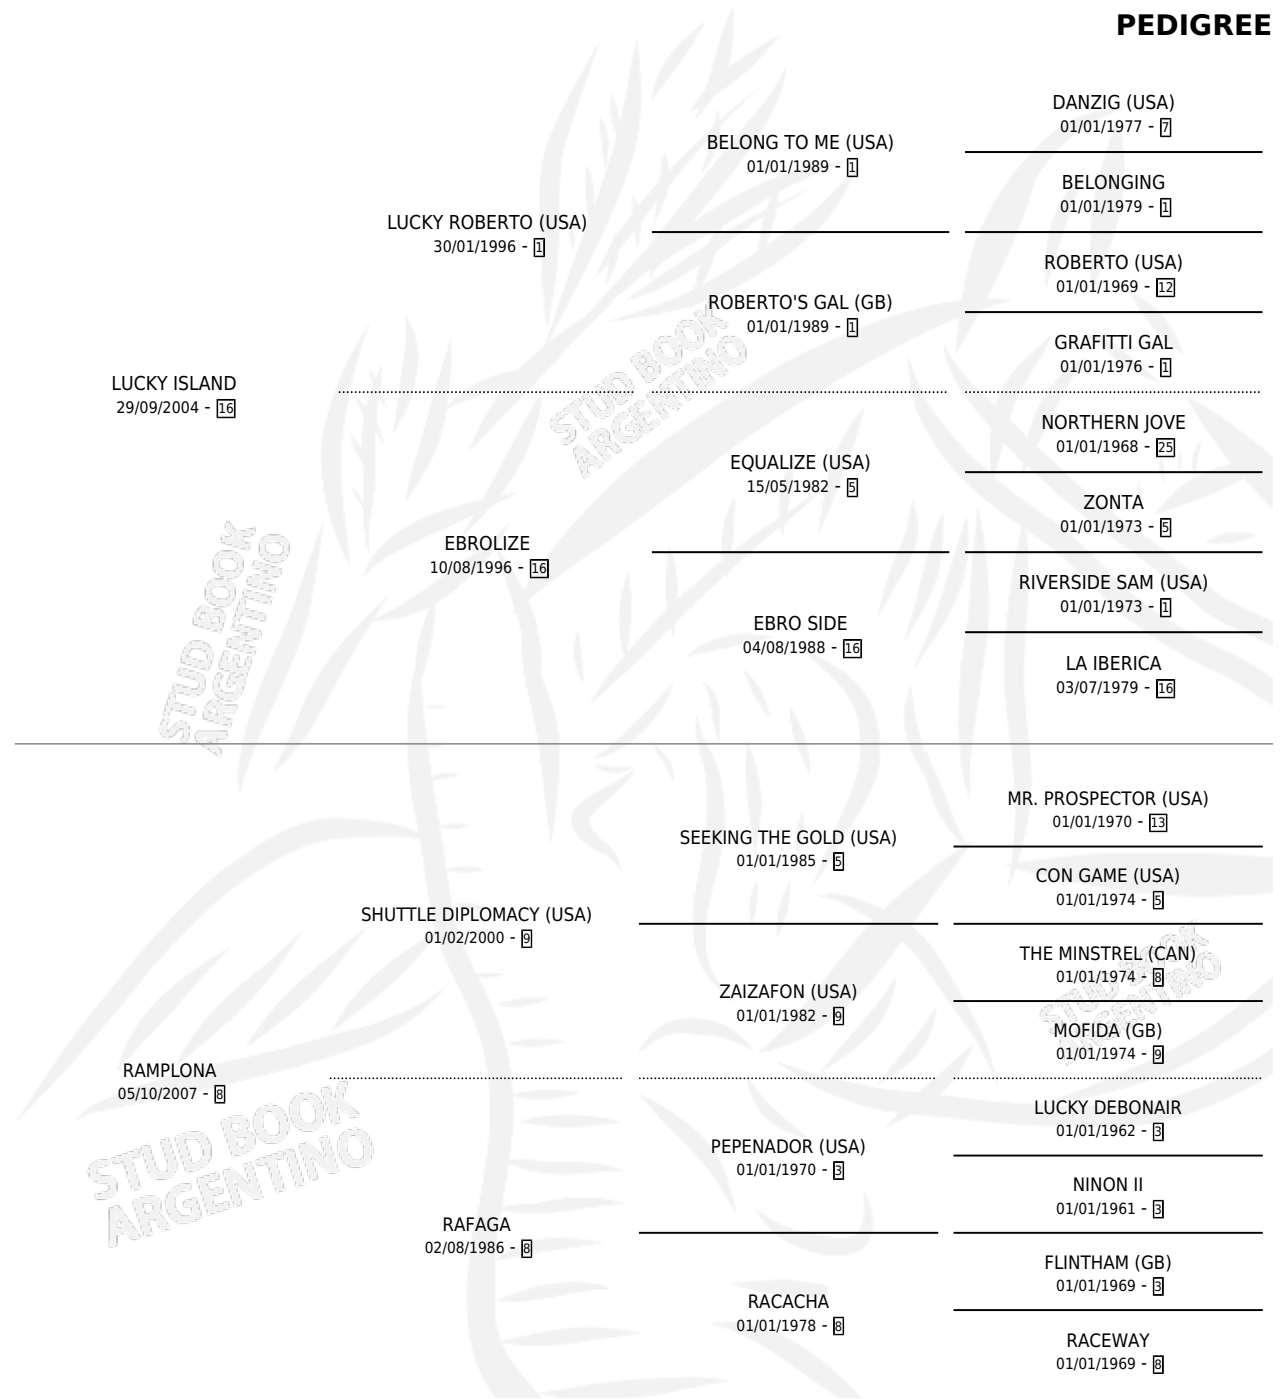 PEDIGREE
DANZIG (USA)
01/01/1977 - 7
BELONG TO ME (USA)
01/01/1989 - 1
BELONGING
01/01/1979 - 1
LUCKY ROBERTO (USA)
30/01/1996 - 1
ROBERTO (USA)
01/01/1969 - 12
ROBERTO'S GAL (GB)
01/01/1989 - 1
GRAFITTI GAL
01/01/1976 - 1
LUCKY ISLAND
29/09/2004 - 16
NORTHERN JOVE
01/01/1968 - 25
EQUALIZE (USA)
15/05/1982 - 5
ZONTA
01/01/1973 - 5
EBROLIZE
10/08/1996 - 16
RIVERSIDE SAM (USA)
01/01/1973 - 1
EBRO SIDE
04/08/1988 - 16
LA IBERICA
03/07/1979 - 16
STUD BOOK
ARGENTINO
STUD BOOK
ARGENTINO
MR. PROSPECTOR (USA)
01/01/1970 - 13
SEEKING THE GOLD (USA)
01/01/1985 - 5
CON GAME (USA)
01/01/1974 - 5
SHUTTLE DIPLOMACY (USA)
01/02/2000 - 9
THE MINSTREL (CAN)
01/01/1974 - 8
ZAIZAFON (USA)
01/01/1982 - 9
MOFIDA (GB)
01/01/1974 - 9
RAMPLONA
05/10/2007 - 8
LUCKY DEBONAIR
01/01/1962 - 3
PEPENADOR (USA)
01/01/1970 - 3
NINON II
01/01/1961 - 3
RAFAGA
02/08/1986 - 8
FLINTHAM (GB)
01/01/1969 - 3
RACACHA
01/01/1978 - 8
RACEWAY
01/01/1969 - 8
STUD BOOK
ARGENTINO
STUD BOOK
ARGENTINO